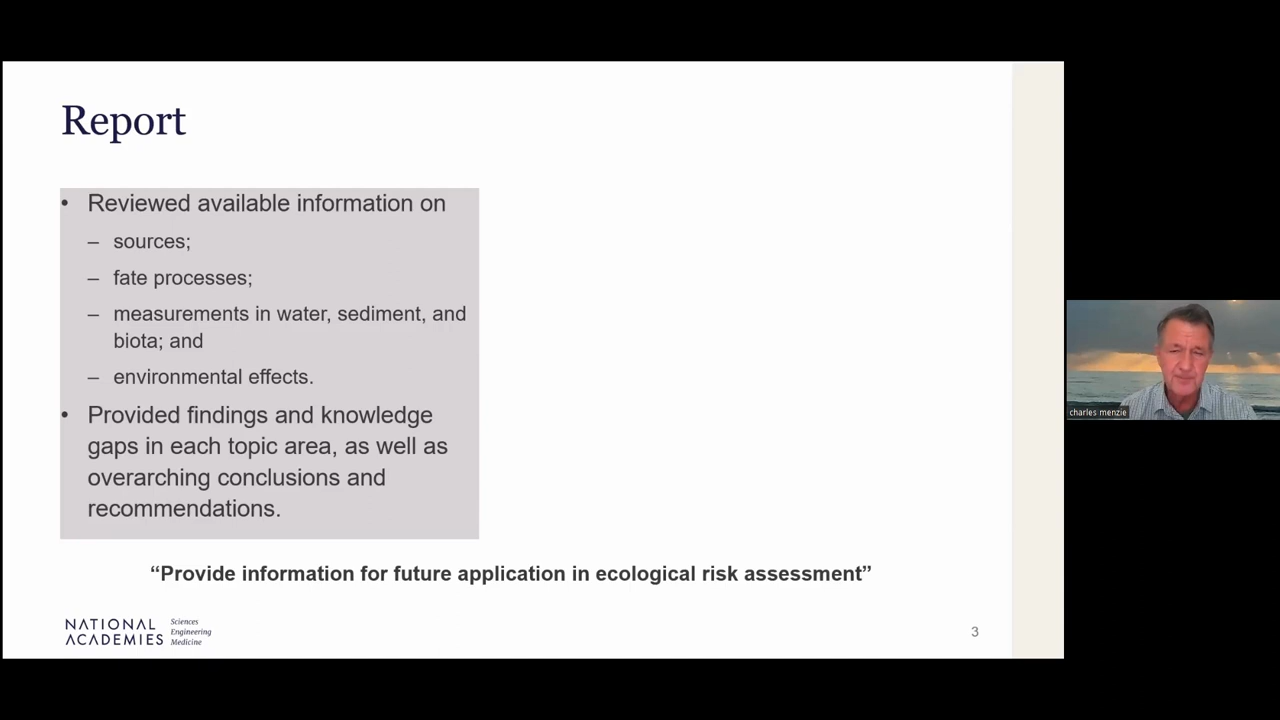 Report
• Reviewed available information on
– sources;
– fate processes;
– measurements in water, sediment, and
biota; and
– environmental effects.
• Provided findings and knowledge
gaps in each topic area, as well as
overarching conclusions and
recommendations.
“Provide information for future application in ecological risk assessment”
NATIONAL
ACADEMIES
Sciences
Engineering
Medicine
3
charles menzie